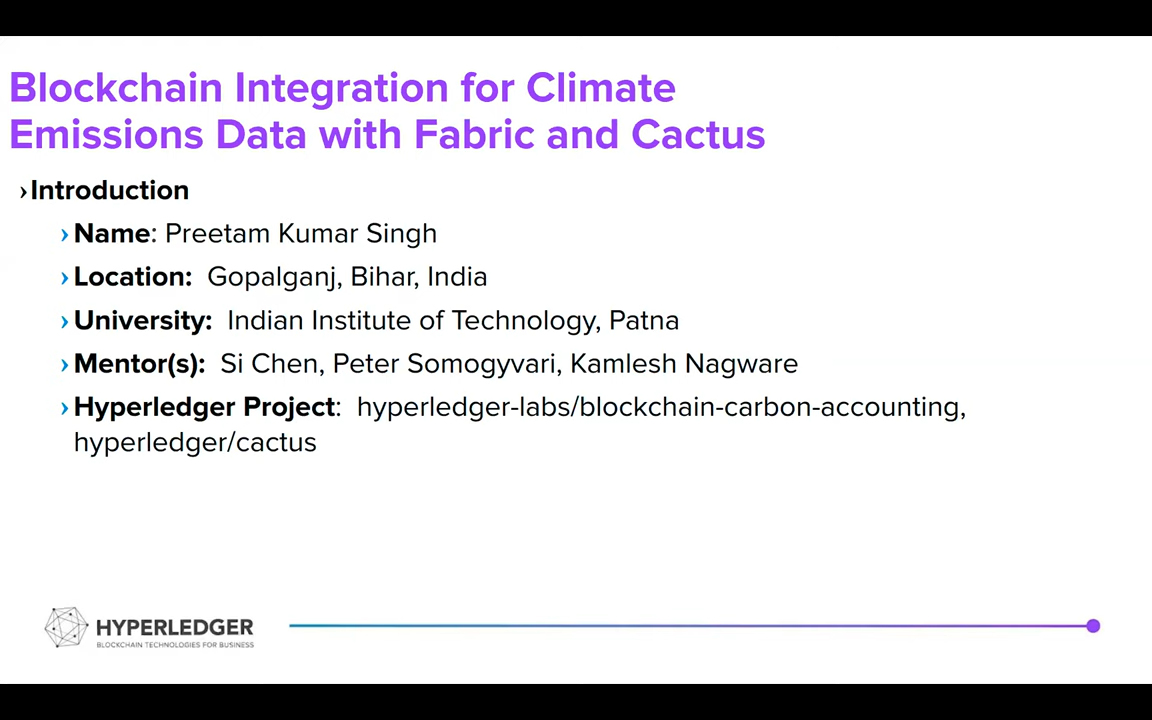 Blockchain Integration for Climate
Emissions Data with Fabric and Cactus
›Introduction
›Name: Preetam Kumar Singh
›Location: Gopalganj, Bihar, India
›University: Indian Institute of Technology, Patna
›Mentor(s): Si Chen, Peter Somogyvari, Kamlesh Nagware
›Hyperledger Project: hyperledger-labs/blockchain-carbon-accounting,
hyperledger/cactus
HYPERLEDGER
BLOCKCHAIN TECHNOLOGIES FOR BUSINESS